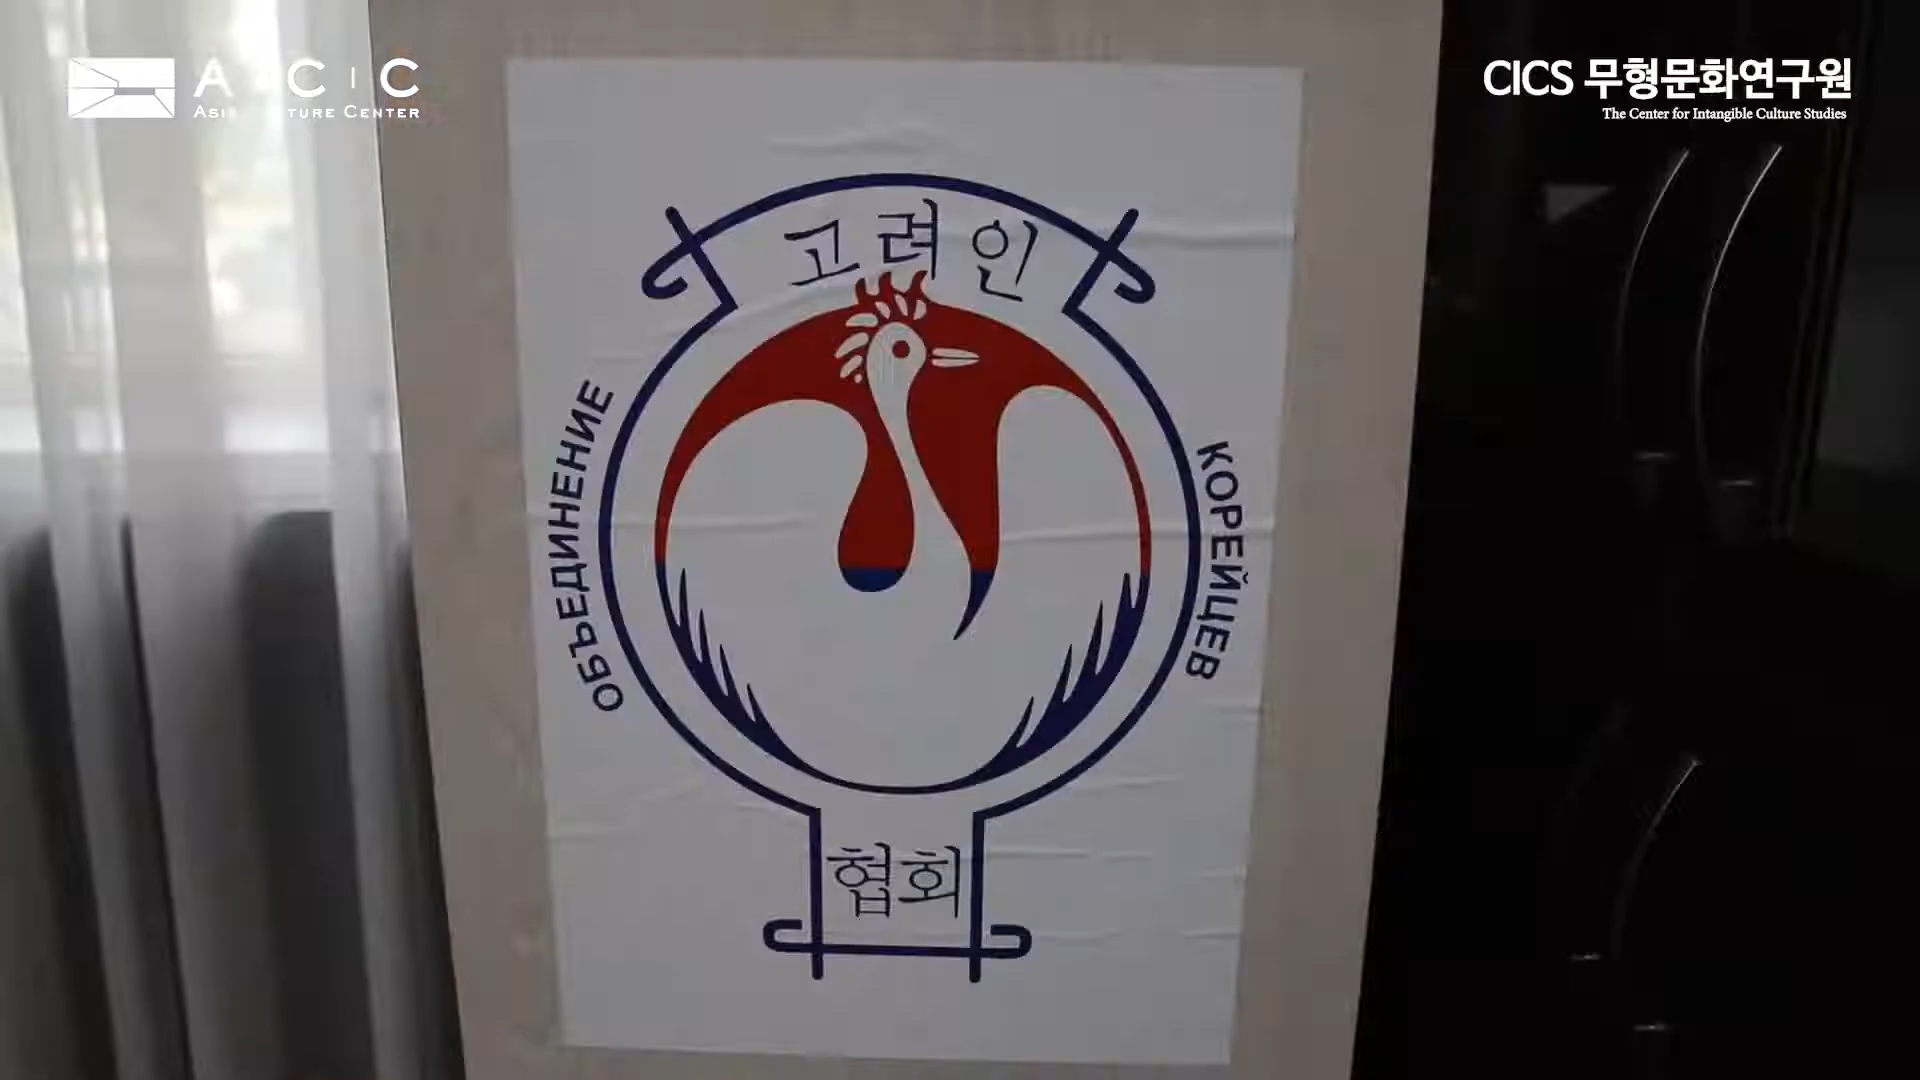 A C C
ASIA CULTURE CENTER
CICS 무형문화연구원
The Center for Intangible Culture Studies
고려인
ОБЪЕДИНЕНИЕ
КОРЕЙЦЕВ
협회